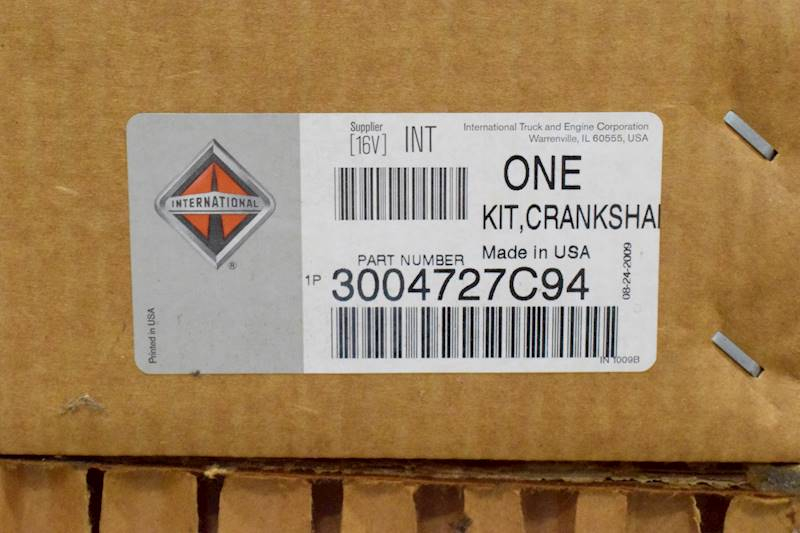 INTERNATIONAL
®
Printed in USA
Supplier
[16V] INT
International Truck and Engine Corporation
Warrenville, IL 60555, USA
ONE
KIT,CRANKSHA
Made in USA
PART NUMBER
1P 3004727C94
08-24-2009
IN 1009B